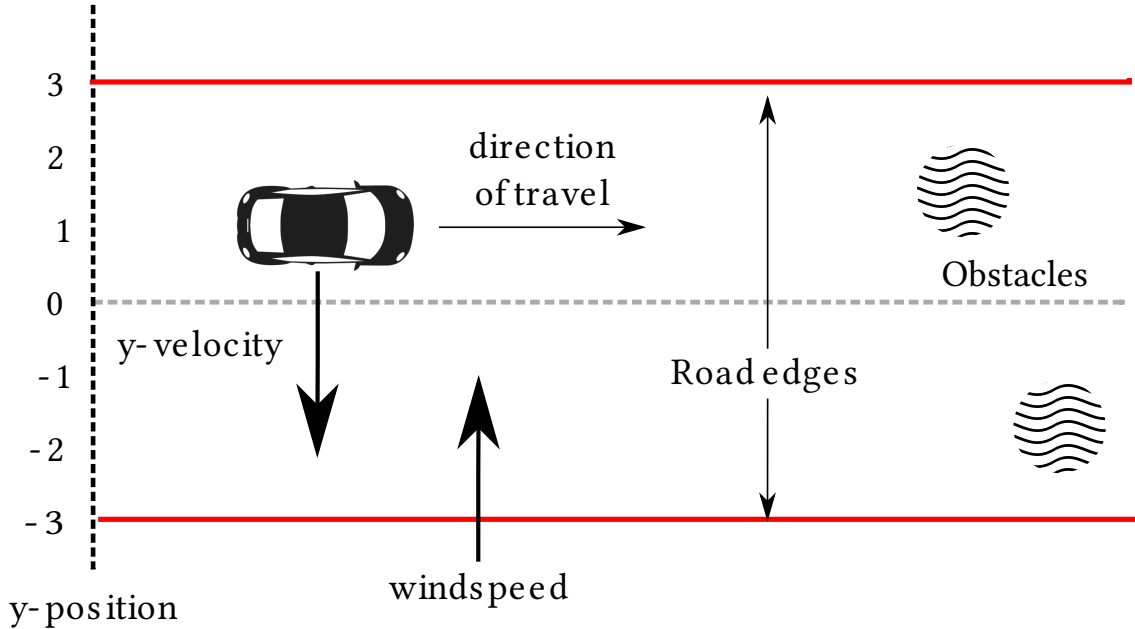 3
2
1
0
-1
-2
-3
y-position
direction
of travel
y-velocity
windspeed
Road edges
Obstacles